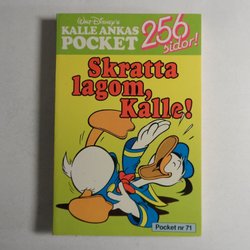 Walt Disney's
KALLE ANKAS
POCKET
256
sidor!
Skratta
lagom,
Kalle!
Pocket nr 71